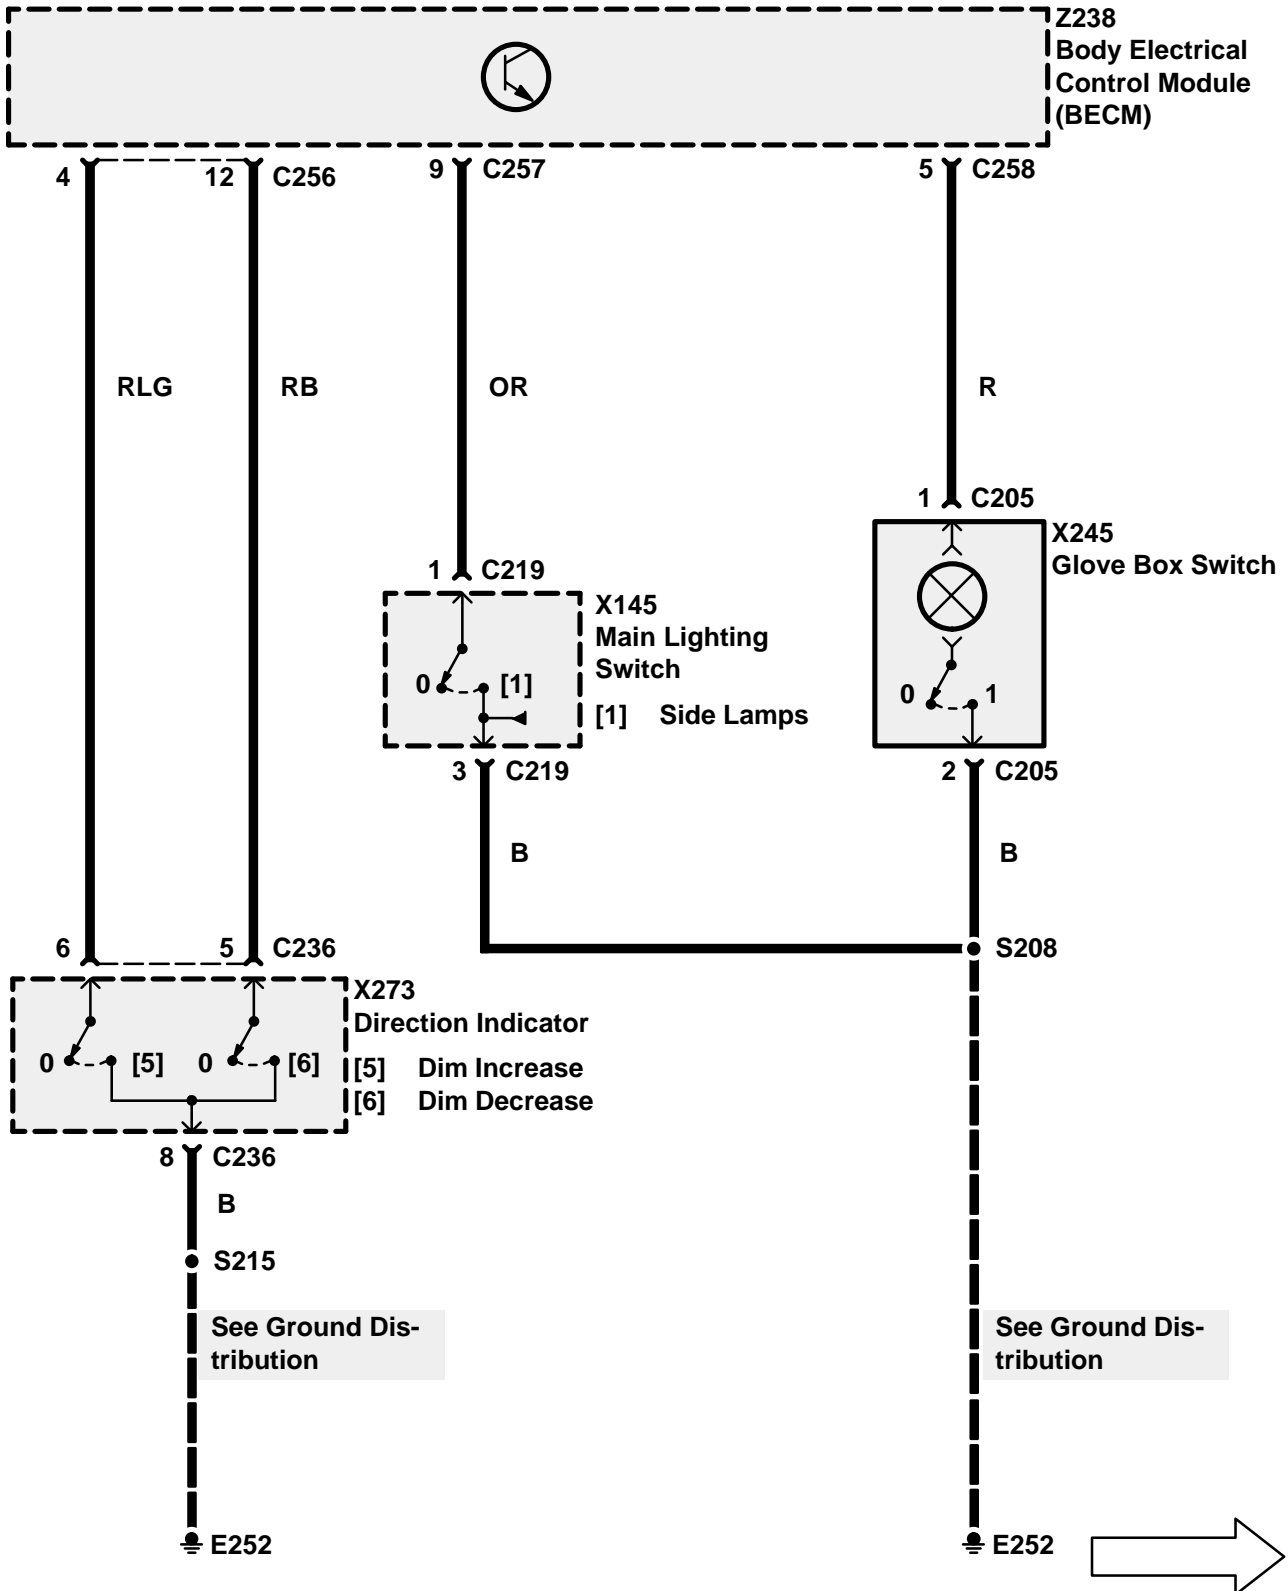 Z238
Body Electrical
Control Module
(BECM)
4
12 C256
9 C257
5 C258
RLG
RB
OR
R
1 C205
X245
Glove Box Switch
1 C219
X145
Main Lighting
Switch
0 [1]
[1] Side Lamps
0 1
3 C219
2 C205
B
B
6
5 C236
S208
X273
Direction Indicator
0 [5] 0 [6]
[5] Dim Increase
[6] Dim Decrease
8 C236
B
S215
See Ground Dis-
tribution
See Ground Dis-
tribution
E252
E252